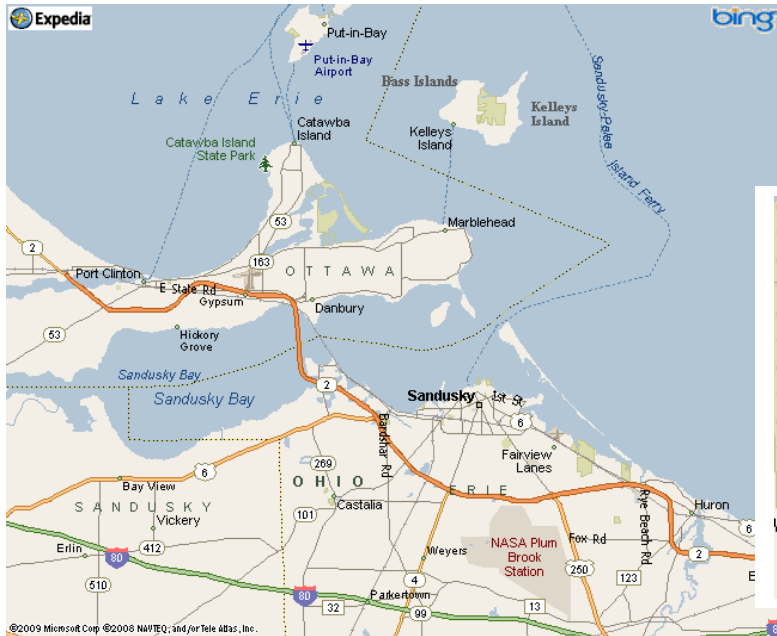 Expedia
bing
Put-in-Bay
Put-in-Bay
Airport
Bass Islands
Lake Erie
Kelleys
Island
Sandusky-Pelee Island Ferry
Catawba
Island
Kelleys
Island
Catawba Island
State Park
53
Marblehead
2
163
OTTAWA
Port Clinton
E State Rd
Gypsum
Danbury
53
Hickory
Grove
Sandusky Bay
2
Sandusky Bay
Sandusky
1st St
6
Bardshar Rd
Fairview
Lanes
269
6
OHIO
Bay View
ERIE
Rye Beach Rd
Huron
SANDUSKY
Castalia
101
Vickery
6
412
NASA Plum
Brook
Station
Fox Rd
Erlin
80
Weyers
2
250
123
510
4
80
Parkertown
32
99
13
©2009 Microsoft Corp ©2008 NAVTEQ, and/or Tele Atlas, Inc.